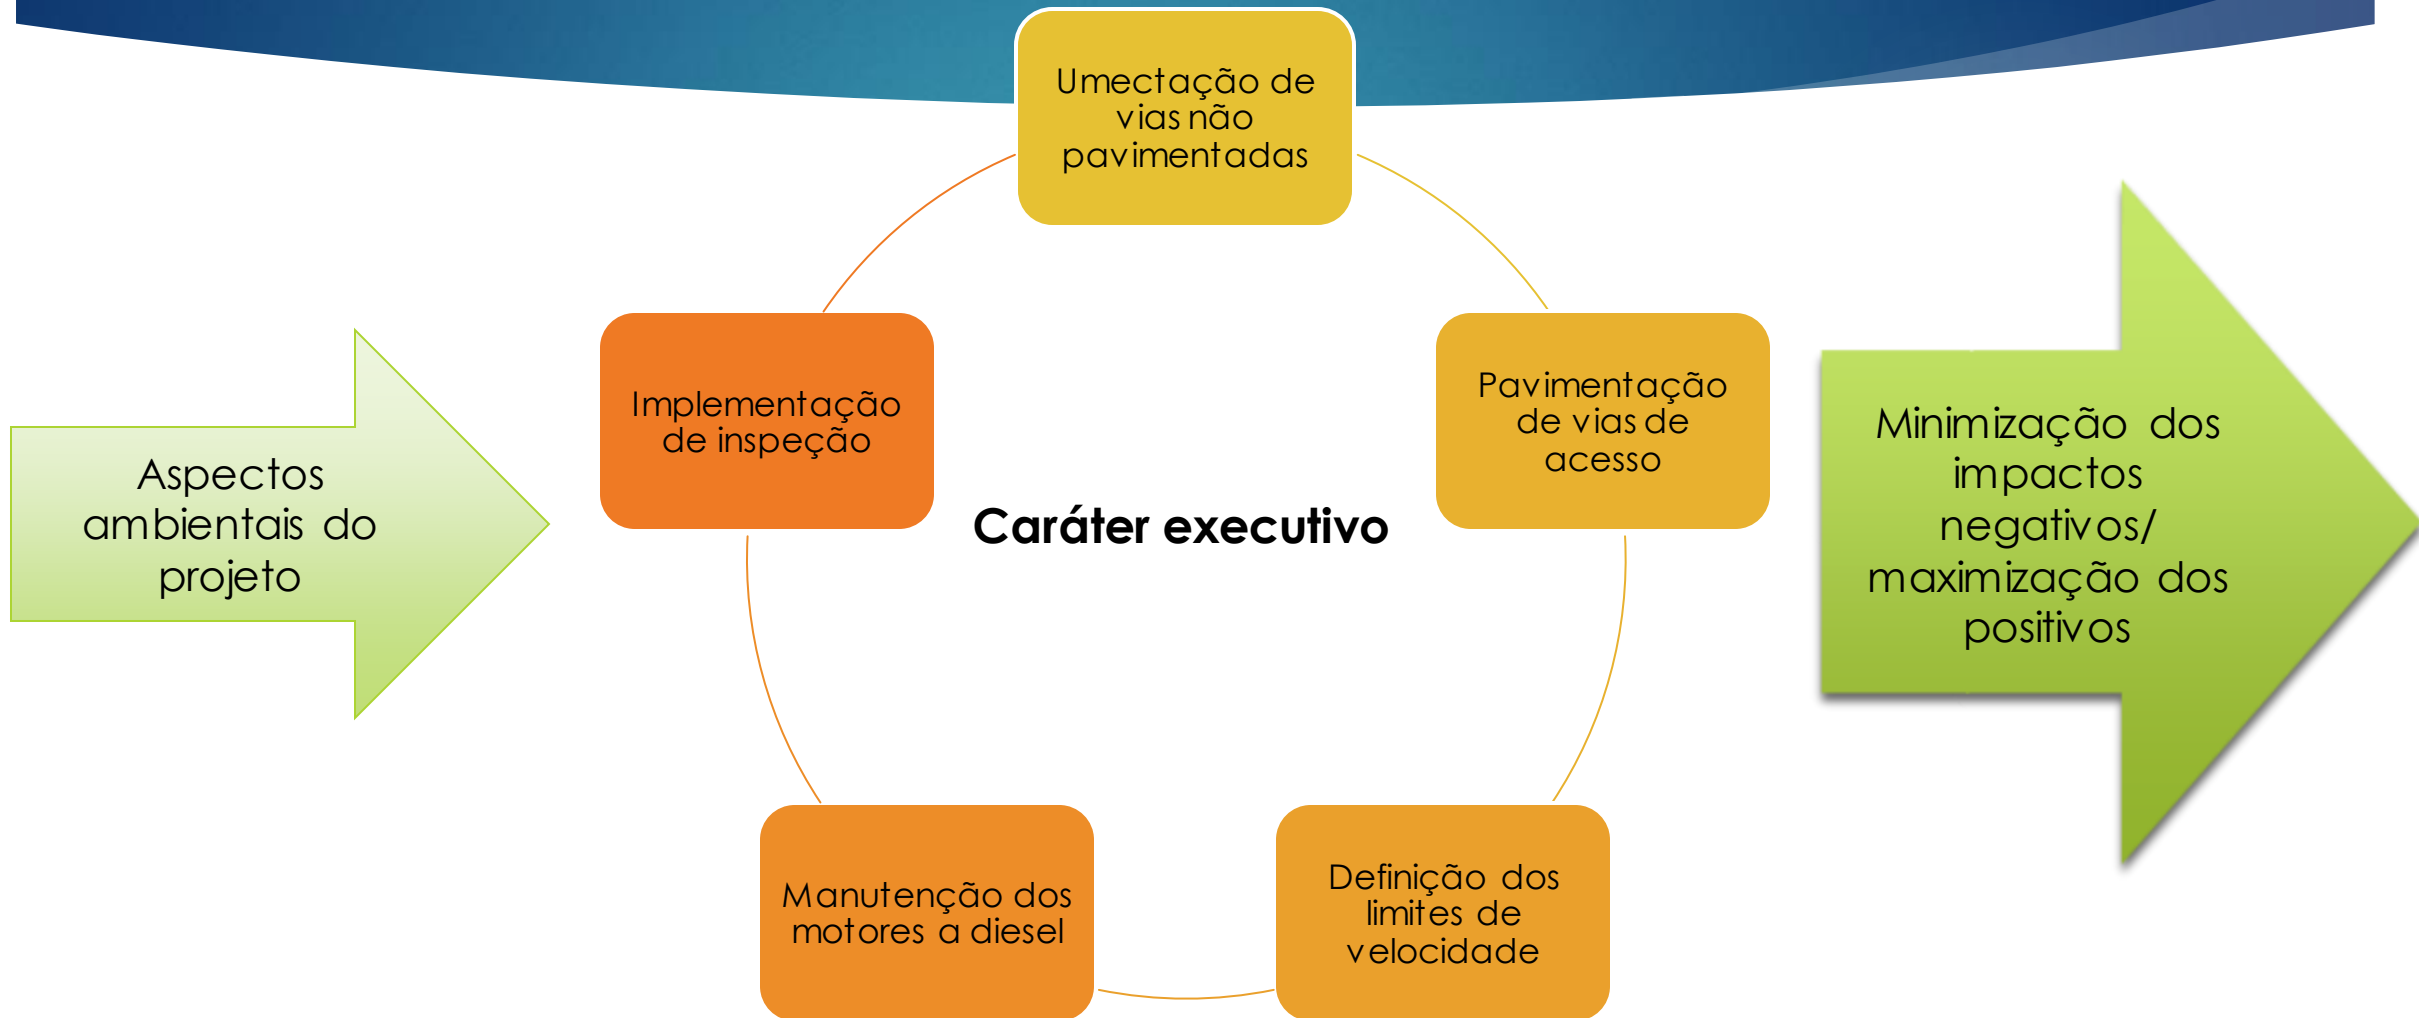 Umectação de
vias não
pavimentadas
Implementação
de inspeção
Pavimentação
de vias de
acesso
Aspectos
ambientais do
projeto
Caráter executivo
Minimização dos
impactos
negativos/
maximização dos
positivos
Manutenção dos
motores a diesel
Definição dos
limites de
velocidade